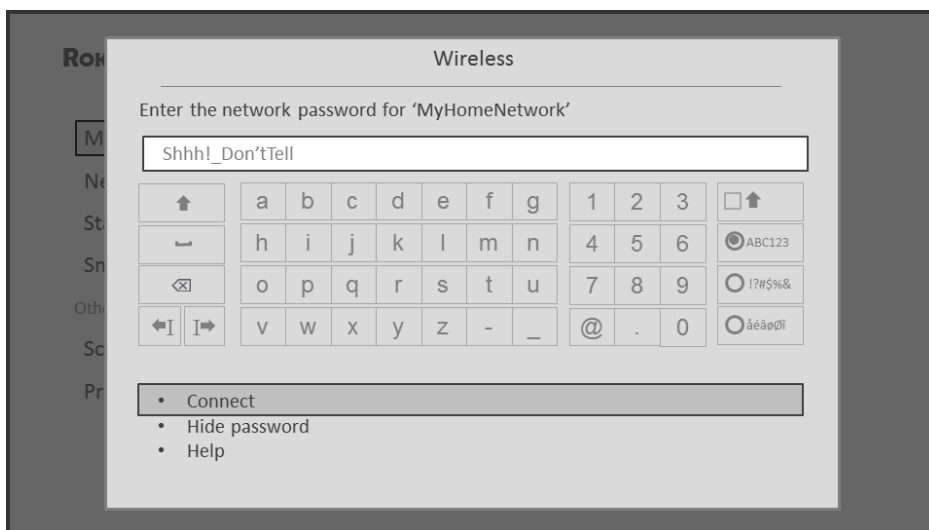 Wireless
Enter the network password for ‘MyHomeNetwork’
Shhh!_Don’tTell
a b c d e f g 1 2 3
h i j k l m n 4 5 6 ABC123
o p q r s t u 7 8 9 !?#$%&
v w x y z - _ @ . 0 åéâøØî
• Connect
• Hide password
• Help